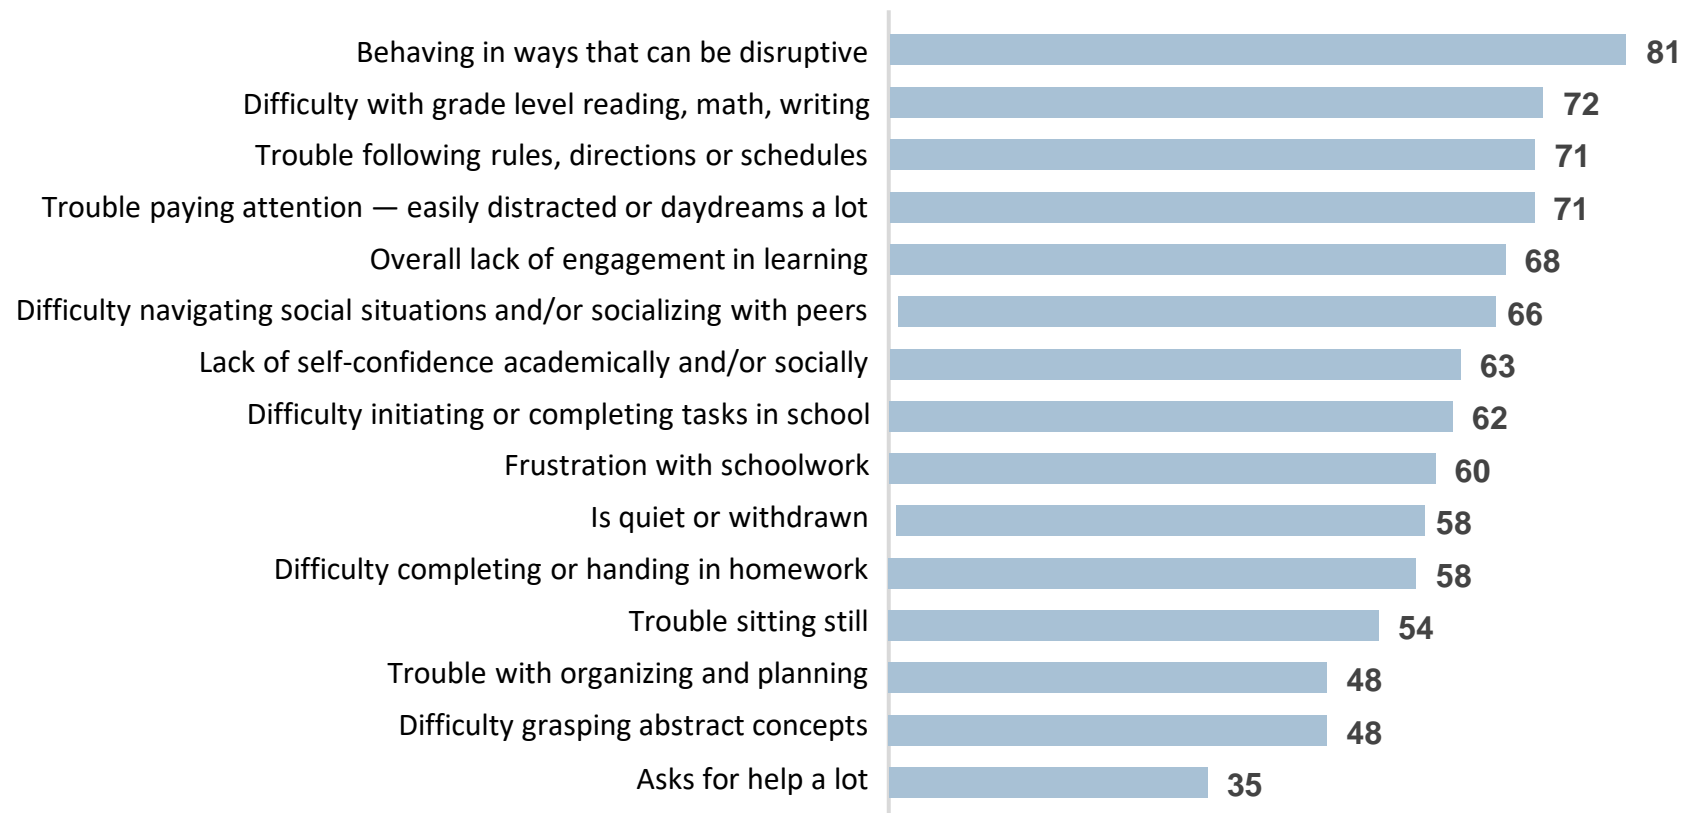 Behaving in ways that can be disruptive 81
Difficulty with grade level reading, math, writing 72
Trouble following rules, directions or schedules 71
Trouble paying attention — easily distracted or daydreams a lot 71
Overall lack of engagement in learning 68
Difficulty navigating social situations and/or socializing with peers 66
Lack of self-confidence academically and/or socially 63
Difficulty initiating or completing tasks in school 62
Frustration with schoolwork 60
Is quiet or withdrawn 58
Difficulty completing or handing in homework 58
Trouble sitting still 54
Trouble with organizing and planning 48
Difficulty grasping abstract concepts 48
Asks for help a lot 35